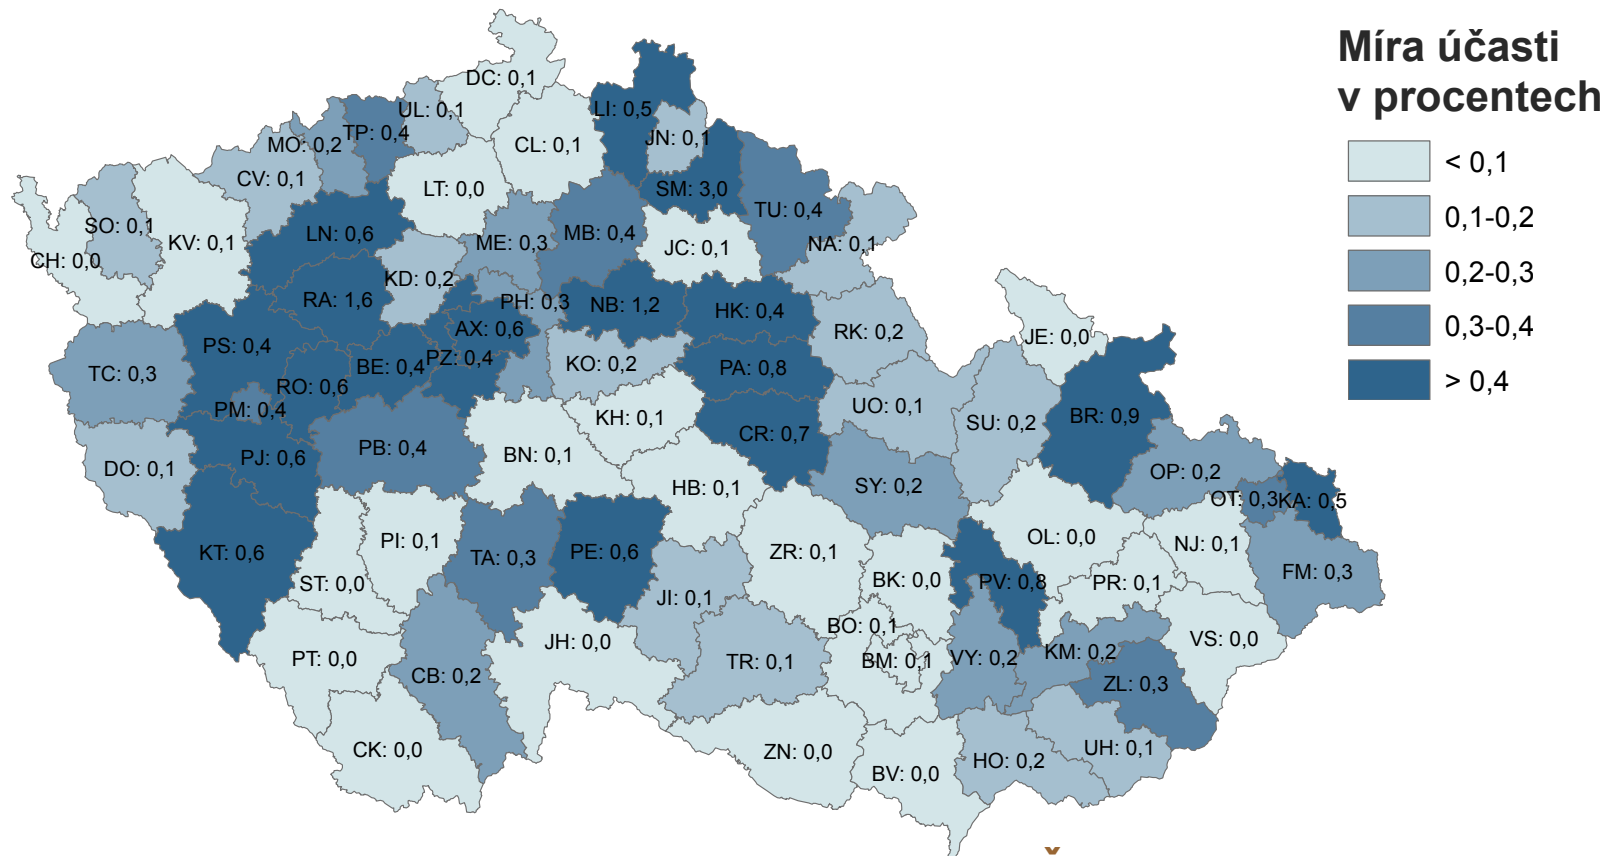 Míra účasti
v procentech
< 0,1
0,1-0,2
0,2-0,3
0,3-0,4
> 0,4
DC: 0,1
UL: 0,1
LI: 0,5
TP: 0,4
MO: 0,2
JN: 0,1
CL: 0,1
CV: 0,1
LT: 0,0
SM: 3,0
TU: 0,4
SO: 0,1
KV: 0,1
LN: 0,6
ME: 0,3
MB: 0,4
JC: 0,1
NA: 0,1
CH: 0,0
KD: 0,2
RA: 1,6
PH: 0,3
NB: 1,2
HK: 0,4
AX: 0,6
RK: 0,2
JE: 0,0
PS: 0,4
PZ: 0,4
BE: 0,4
KO: 0,2
PA: 0,8
TC: 0,3
RO: 0,6
PM: 0,4
UO: 0,1
KH: 0,1
BR: 0,9
SU: 0,2
CR: 0,7
PB: 0,4
BN: 0,1
PJ: 0,6
DO: 0,1
OP: 0,2
HB: 0,1
SY: 0,2
OT: 0,3
KA: 0,5
OL: 0,0
PI: 0,1
NJ: 0,1
KT: 0,6
TA: 0,3
PE: 0,6
ZR: 0,1
FM: 0,3
BK: 0,0
PV: 0,8
PR: 0,1
ST: 0,0
JI: 0,1
BO: 0,1
JH: 0,0
VS: 0,0
KM: 0,2
PT: 0,0
TR: 0,1
BM: 0,1
VY: 0,2
CB: 0,2
ZL: 0,3
CK: 0,0
ZN: 0,0
UH: 0,1
HO: 0,2
BV: 0,0